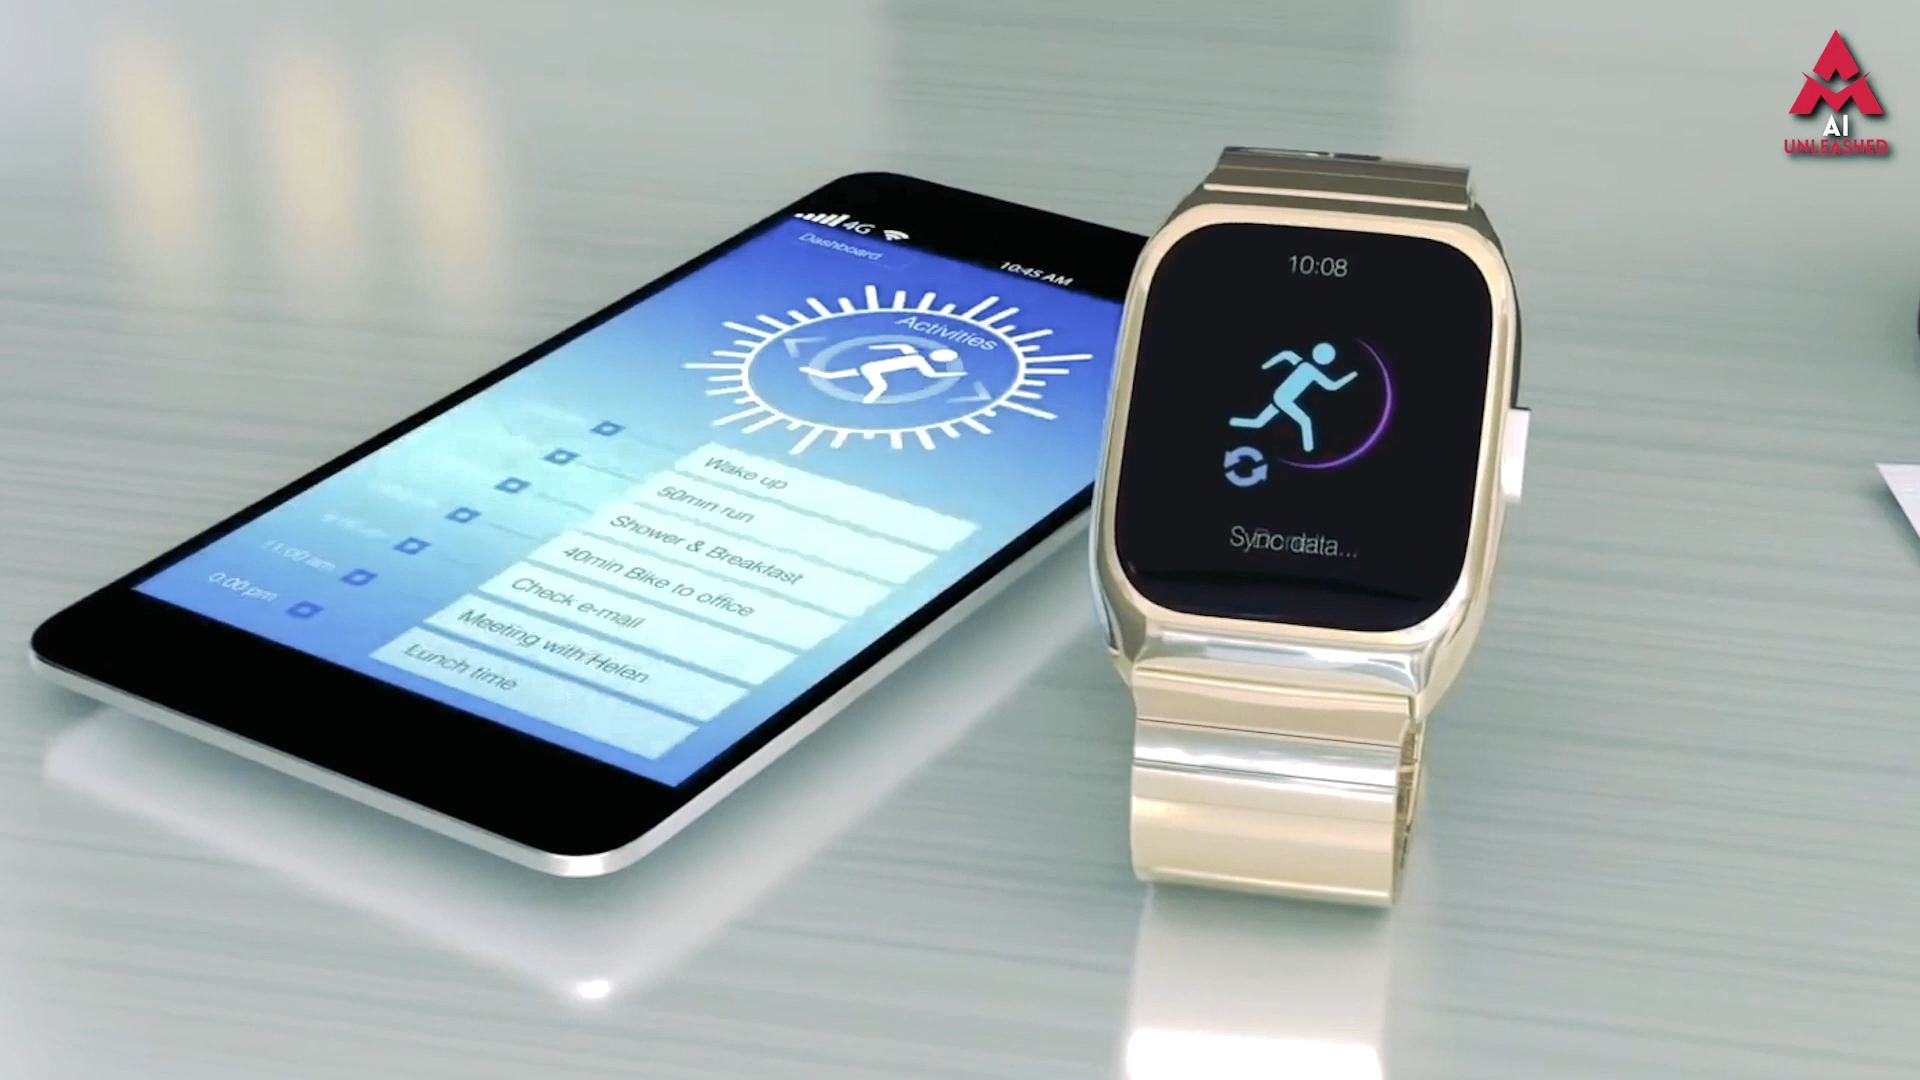 AI
UNLEASHED
4G
10:45 AM
Dashboard
Activities
Wake up
50min run
Shower & Breakfast
40min Bike to office
Check e-mail
11:00 am
Meeting with Helen
0:00 pm
Lunch time
10:08
Sync data...